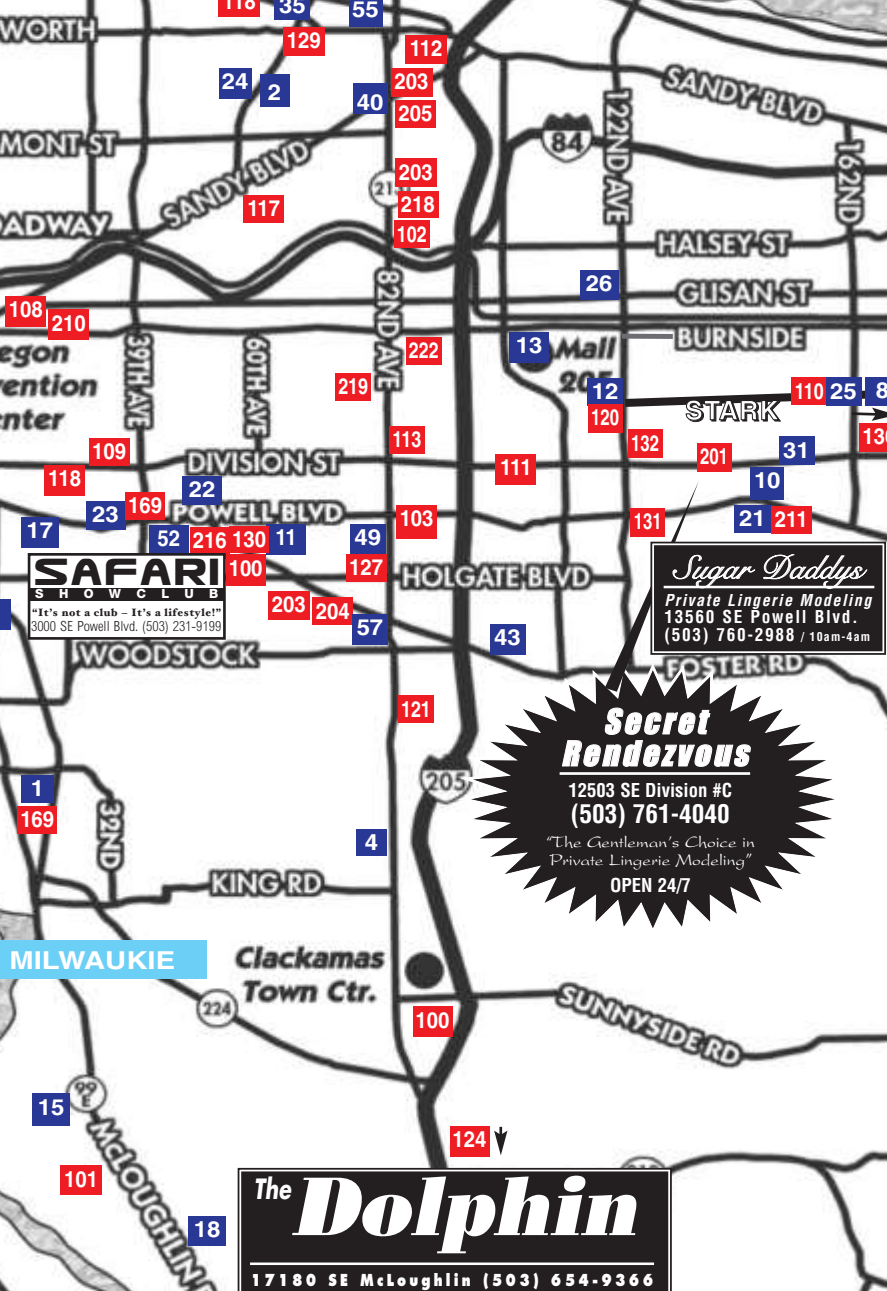 118
35
55
WORTH
129
112
24
2
203
SANDY BLVD
40
205
122ND AVE
84
MONT ST
162ND
SANDY BLVD
203
213
117
218
ADWAY
102
HALSEY ST
26
GLISAN ST
82ND AVE
108
210
BURNSIDE
egon
vention
enter
39TH AVE
60TH AVE
222
13
Mall
205
219
12
110
25
8
120
STARK
113
132
130
109
DIVISION ST
111
201
31
118
22
10
169
23
POWELL BLVD
103
131
21
211
17
52
216
130
11
49
SAFARI
SHOWCLUB
"It's not a club – It's a lifestyle!"
3000 SE Powell Blvd. (503) 231-9199
100
127
HOLGATE BLVD
Sugar Daddys
Private Lingerie Modeling
13560 SE Powell Blvd.
(503) 760-2988 / 10am-4am
203
204
57
43
WOODSTOCK
FOSTER RD
121
Secret
Rendezvous
12503 SE Division #C
(503) 761-4040
"The Gentleman's Choice in
Private Lingerie Modeling"
OPEN 24/7
205
1
169
32ND
4
KING RD
MILWAUKIE
Clackamas
Town Ctr.
224
100
SUNNYSIDE RD
99
E
15
124
101
McLOUGHLIN
18
The Dolphin
17180 SE McLoughlin (503) 654-9366